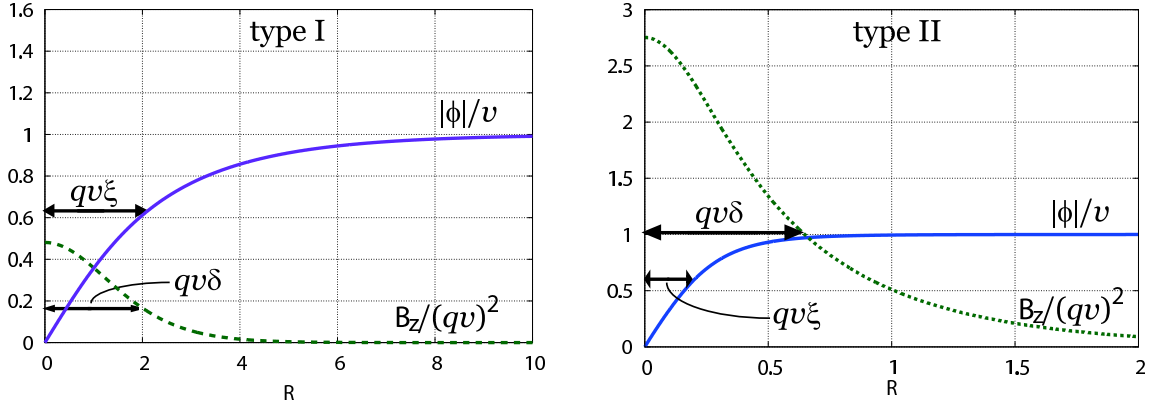 type I
1.6
1.4
1.2
1
0.8
0.6
0.4
0.2
0
|ϕ|/v
qvξ
qvδ
B_z/(qv)^2
0 2 4 6 8 10
R
type II
3
2.5
2
1.5
1
0.5
0
qvδ
|ϕ|/v
qvξ
B_z/(qv)^2
0 0.5 1 1.5 2
R